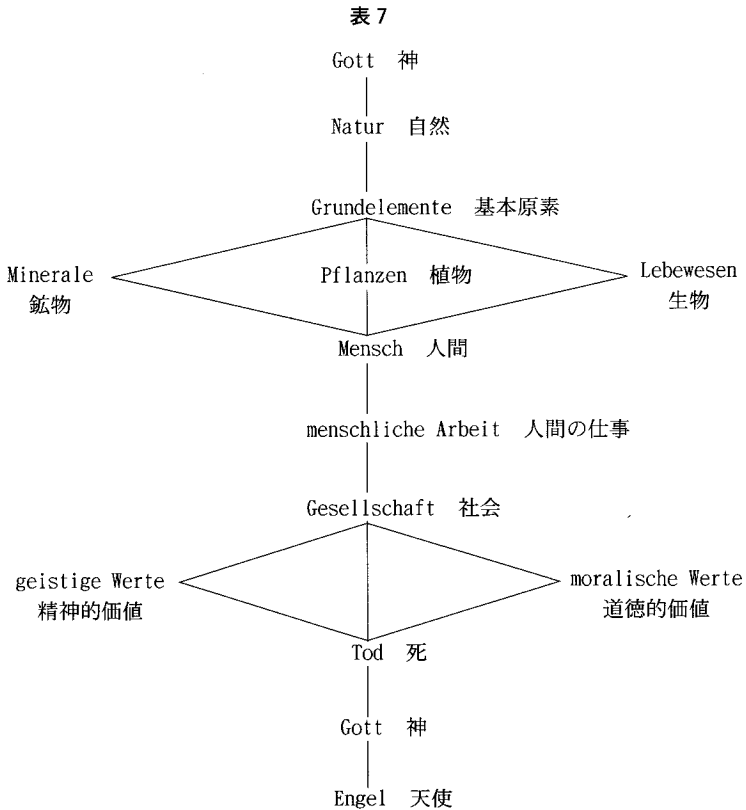 表7
Gott 神
Natur 自然
Grundelemente 基本原素
Minerale
鉱物
Pflanzen 植物
Lebewesen
生物
Mensch 人間
menschliche Arbeit 人間の仕事
Gesellschaft 社会
geistige Werte
精神的価値
moralische Werte
道徳的価値
Tod 死
Gott 神
Engel 天使